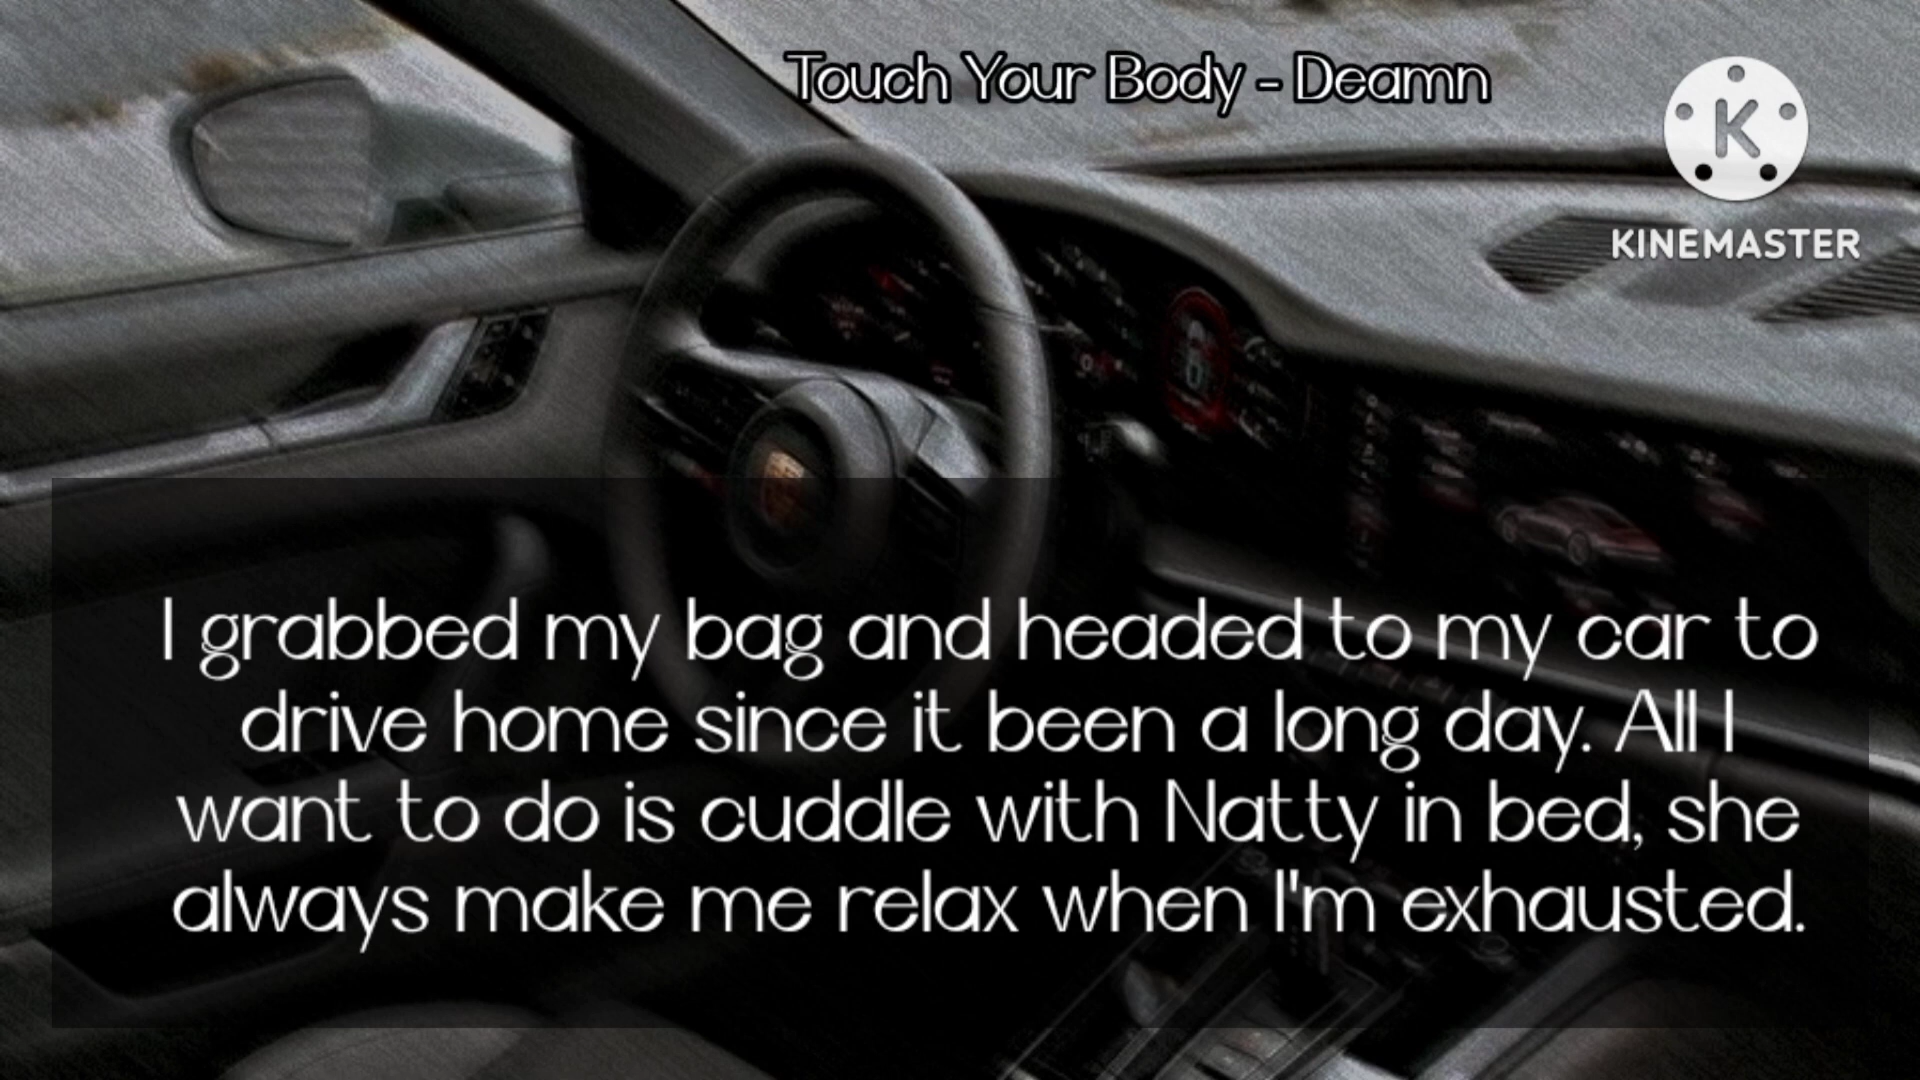 Touch Your Body - Deamn
K
KINEMASTER
I grabbed my bag and headed to my car to
drive home since it been a long day. All I
want to do is cuddle with Natty in bed, she
always make me relax when I'm exhausted.